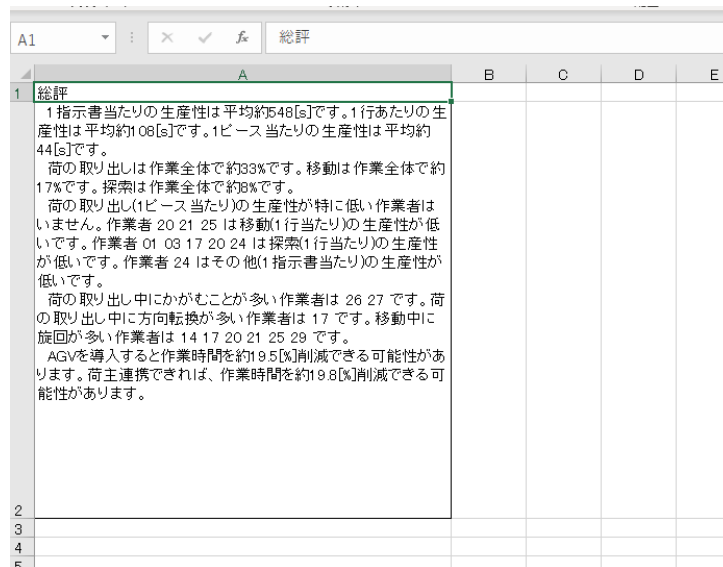 A1
fx
総評
A
B
C
D
E
1
総評
1指示書当たりの生産性は平均約548[s]です。1行あたりの生
産性は平均約108[s]です。1ピース当たりの生産性は平均約
44[s]です。
荷の取り出しは作業全体で約33%です。移動は作業全体で約
17%です。探索は作業全体で約8%です。
荷の取り出し(1ピース当たり)の生産性が特に低い作業者は
いません。作業者 20 21 25 は移動(1行当たり)の生産性が低
いです。作業者 01 03 17 20 24 は探索(1行当たり)の生産性
が低いです。作業者 24 はその他(1指示書当たり)の生産性が
低いです。
荷の取り出し中にかがむことが多い作業者は 26 27 です。荷
の取り出し中に方向転換が多い作業者は 17 です。移動中に
旋回が多い作業者は 14 17 20 21 25 29 です。
AGVを導入すると作業時間を約19.5[%]削減できる可能性があ
ります。荷主連携できれば、作業時間を約19.8[%]削減できる可
能性があります。
2
3
4
5